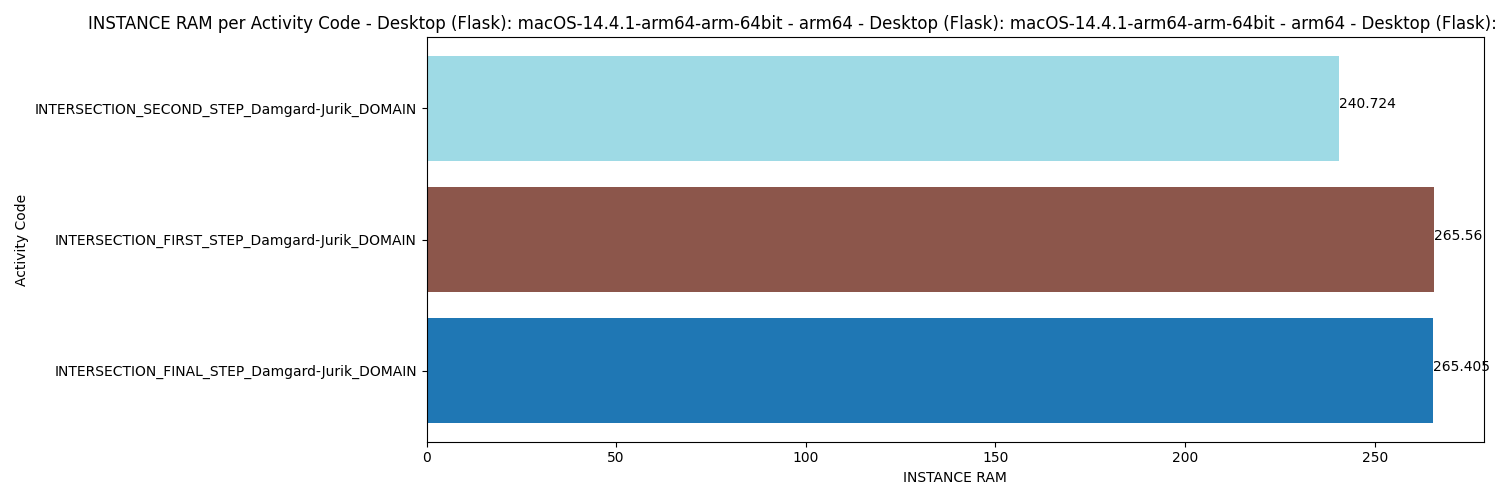 INSTANCE RAM per Activity Code - Desktop (Flask): macOS-14.4.1-arm64-arm-64bit - arm64 - Desktop (Flask): macOS-14.4.1-arm64-arm-64bit - arm64 - Desktop (Flask):
INTERSECTION_SECOND_STEP_Damgard-Jurik_DOMAIN
240.724
INTERSECTION_FIRST_STEP_Damgard-Jurik_DOMAIN
265.56
INTERSECTION_FINAL_STEP_Damgard-Jurik_DOMAIN
265.405
Activity Code
0 50 100 150 200 250
INSTANCE RAM